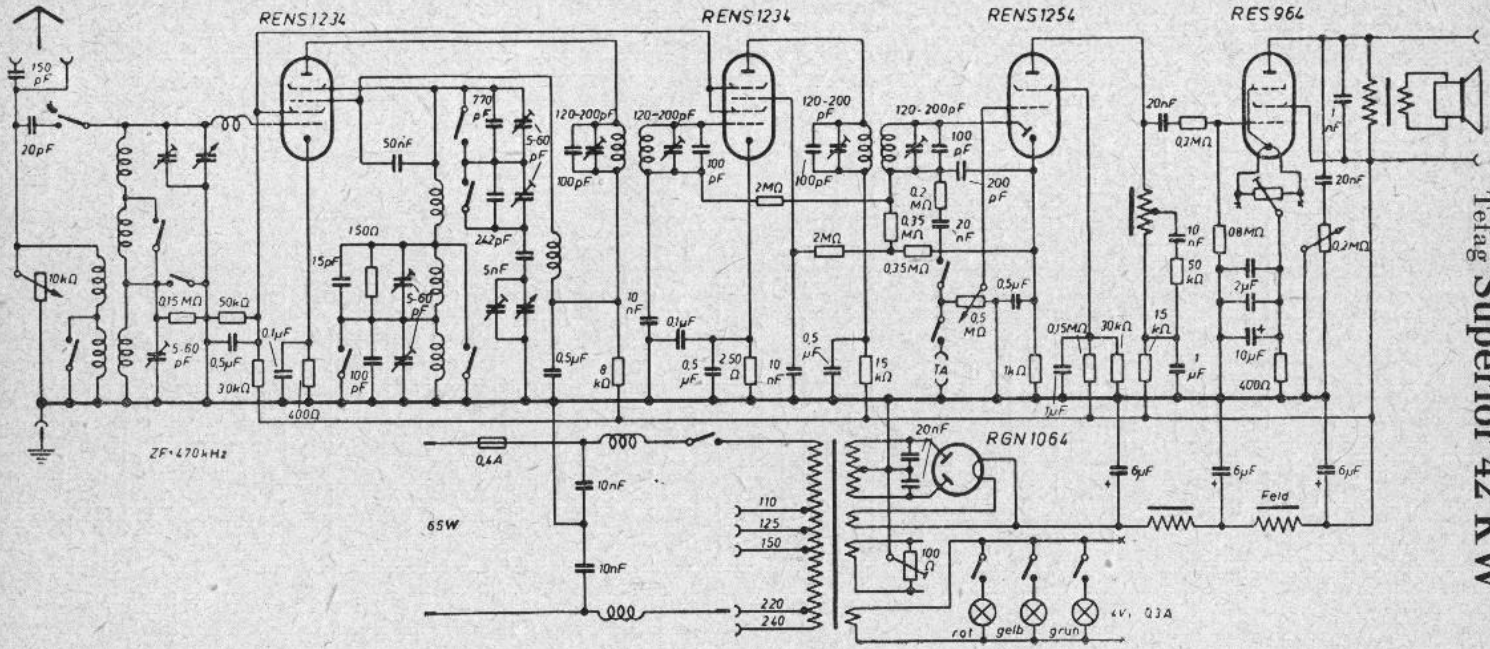 RENS1234
RENS1234
RENS1254
RES964
150 pF
20pF
10kΩ
0,15MΩ
50kΩ
5-60 pF
0,5µF
30kΩ
0,1µF
400Ω
50nF
770 pF
5-60 pF
242pF
5nF
150Ω
15pF
5-60 pF
100 pF
120-200pF
100pF
0,5µF
8 kΩ
120-200pF
100 pF
10 nF
0,1µF
0,5 µF
250 Ω
10 nF
2MΩ
2MΩ
120-200 pF
100pF
0,5 µF
15 kΩ
120-200pF
100 pF
200 pF
0,2 MΩ
0,35 MΩ
20 nF
0,35MΩ
0,5 MΩ
TA
0,5µF
1kΩ
0,15MΩ
30kΩ
1µF
20nF
0,2MΩ
10 nF
50 kΩ
15 kΩ
1 µF
08MΩ
2µF
10µF
400Ω
1 nF
20nF
0,2MΩ
ZF=470kHz
0,4A
10nF
10nF
65W
110
125
150
220
240
20nF
RGN1064
100 Ω
6µF
+
6µF
+
Feld
6µF
+
rot
gelb
grun
4V, 0,3A
Tefag Superior 42 KW